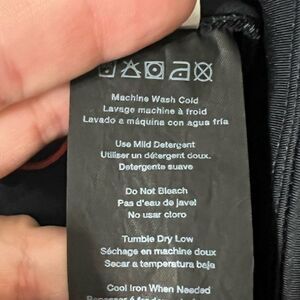 Machine Wash Cold
Lavage machine à froid
Lavado a máquina con agua fría
Use Mild Detergent
Utiliser un détergent doux.
Detergente suave
Do Not Bleach
Pas d'eau de javel
No usar cloro
Tumble Dry Low
Séchage en machine doux
Secar a temperatura baja
Cool Iron When Needed